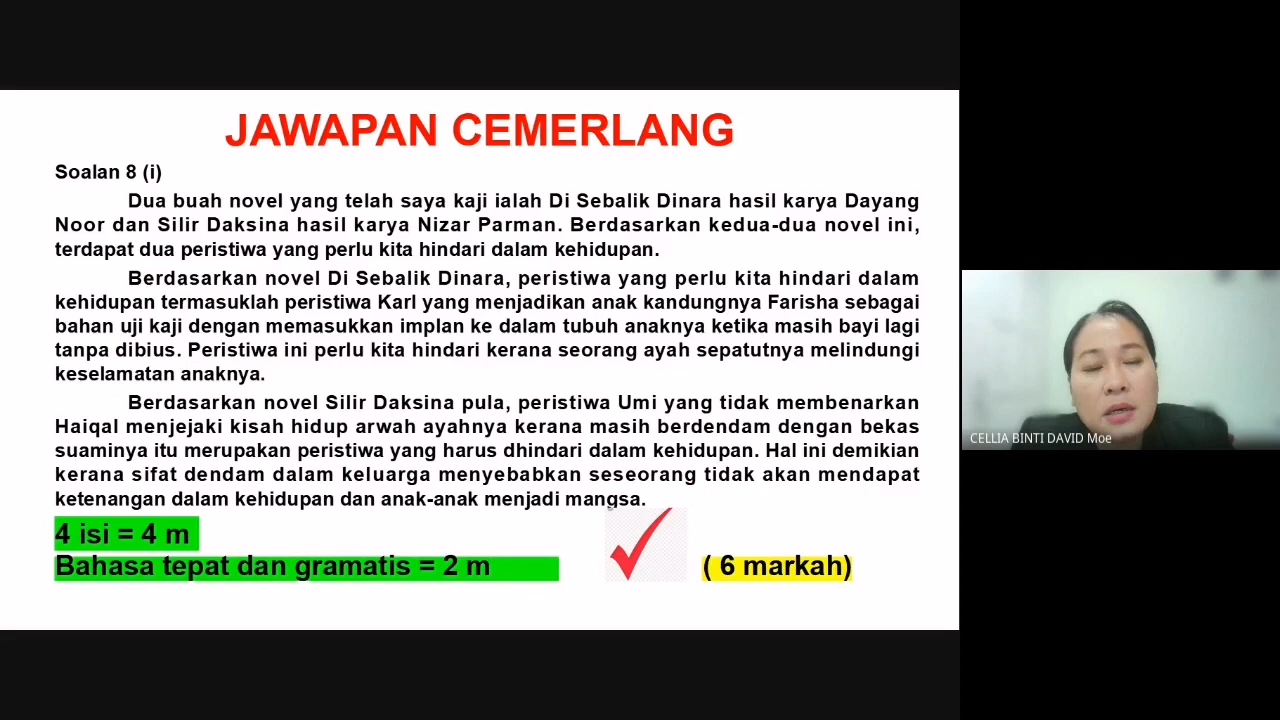 JAWAPAN CEMERLANG
Soalan 8 (i)
Dua buah novel yang telah saya kaji ialah Di Sebalik Dinara hasil karya Dayang
Noor dan Silir Daksina hasil karya Nizar Parman. Berdasarkan kedua-dua novel ini,
terdapat dua peristiwa yang perlu kita hindari dalam kehidupan.
Berdasarkan novel Di Sebalik Dinara, peristiwa yang perlu kita hindari dalam
kehidupan termasuklah peristiwa Karl yang menjadikan anak kandungnya Farisha sebagai
bahan uji kaji dengan memasukkan implan ke dalam tubuh anaknya ketika masih bayi lagi
tanpa dibius. Peristiwa ini perlu kita hindari kerana seorang ayah sepatutnya melindungi
keselamatan anaknya.
Berdasarkan novel Silir Daksina pula, peristiwa Umi yang tidak membenarkan
Haiqal menjejaki kisah hidup arwah ayahnya kerana masih berdendam dengan bekas
suaminya itu merupakan peristiwa yang harus dhindari dalam kehidupan. Hal ini demikian
kerana sifat dendam dalam keluarga menyebabkan seseorang tidak akan mendapat
ketenangan dalam kehidupan dan anak-anak menjadi mangsa.
4 isi = 4 m
Bahasa tepat dan gramatis = 2 m
( 6 markah)
CELLIA BINTI DAVID Moe